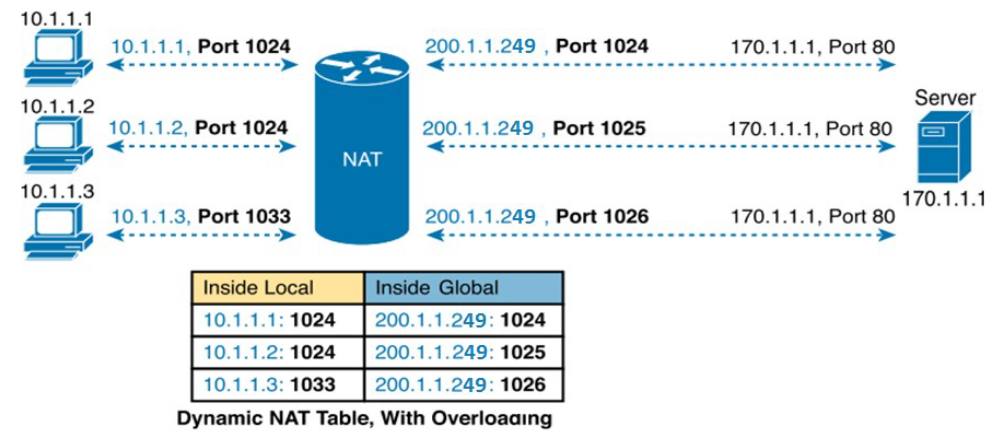 10.1.1.1
10.1.1.1, Port 1024
200.1.1.249 , Port 1024
170.1.1.1, Port 80
10.1.1.2
10.1.1.2, Port 1024
NAT
200.1.1.249 , Port 1025
170.1.1.1, Port 80
Server
170.1.1.1
10.1.1.3
10.1.1.3, Port 1033
200.1.1.249 , Port 1026
170.1.1.1, Port 80
Inside Local Inside Global
10.1.1.1: 1024 200.1.1.249: 1024
10.1.1.2: 1024 200.1.1.249: 1025
10.1.1.3: 1033 200.1.1.249: 1026
Dynamic NAT Table, With Overloading